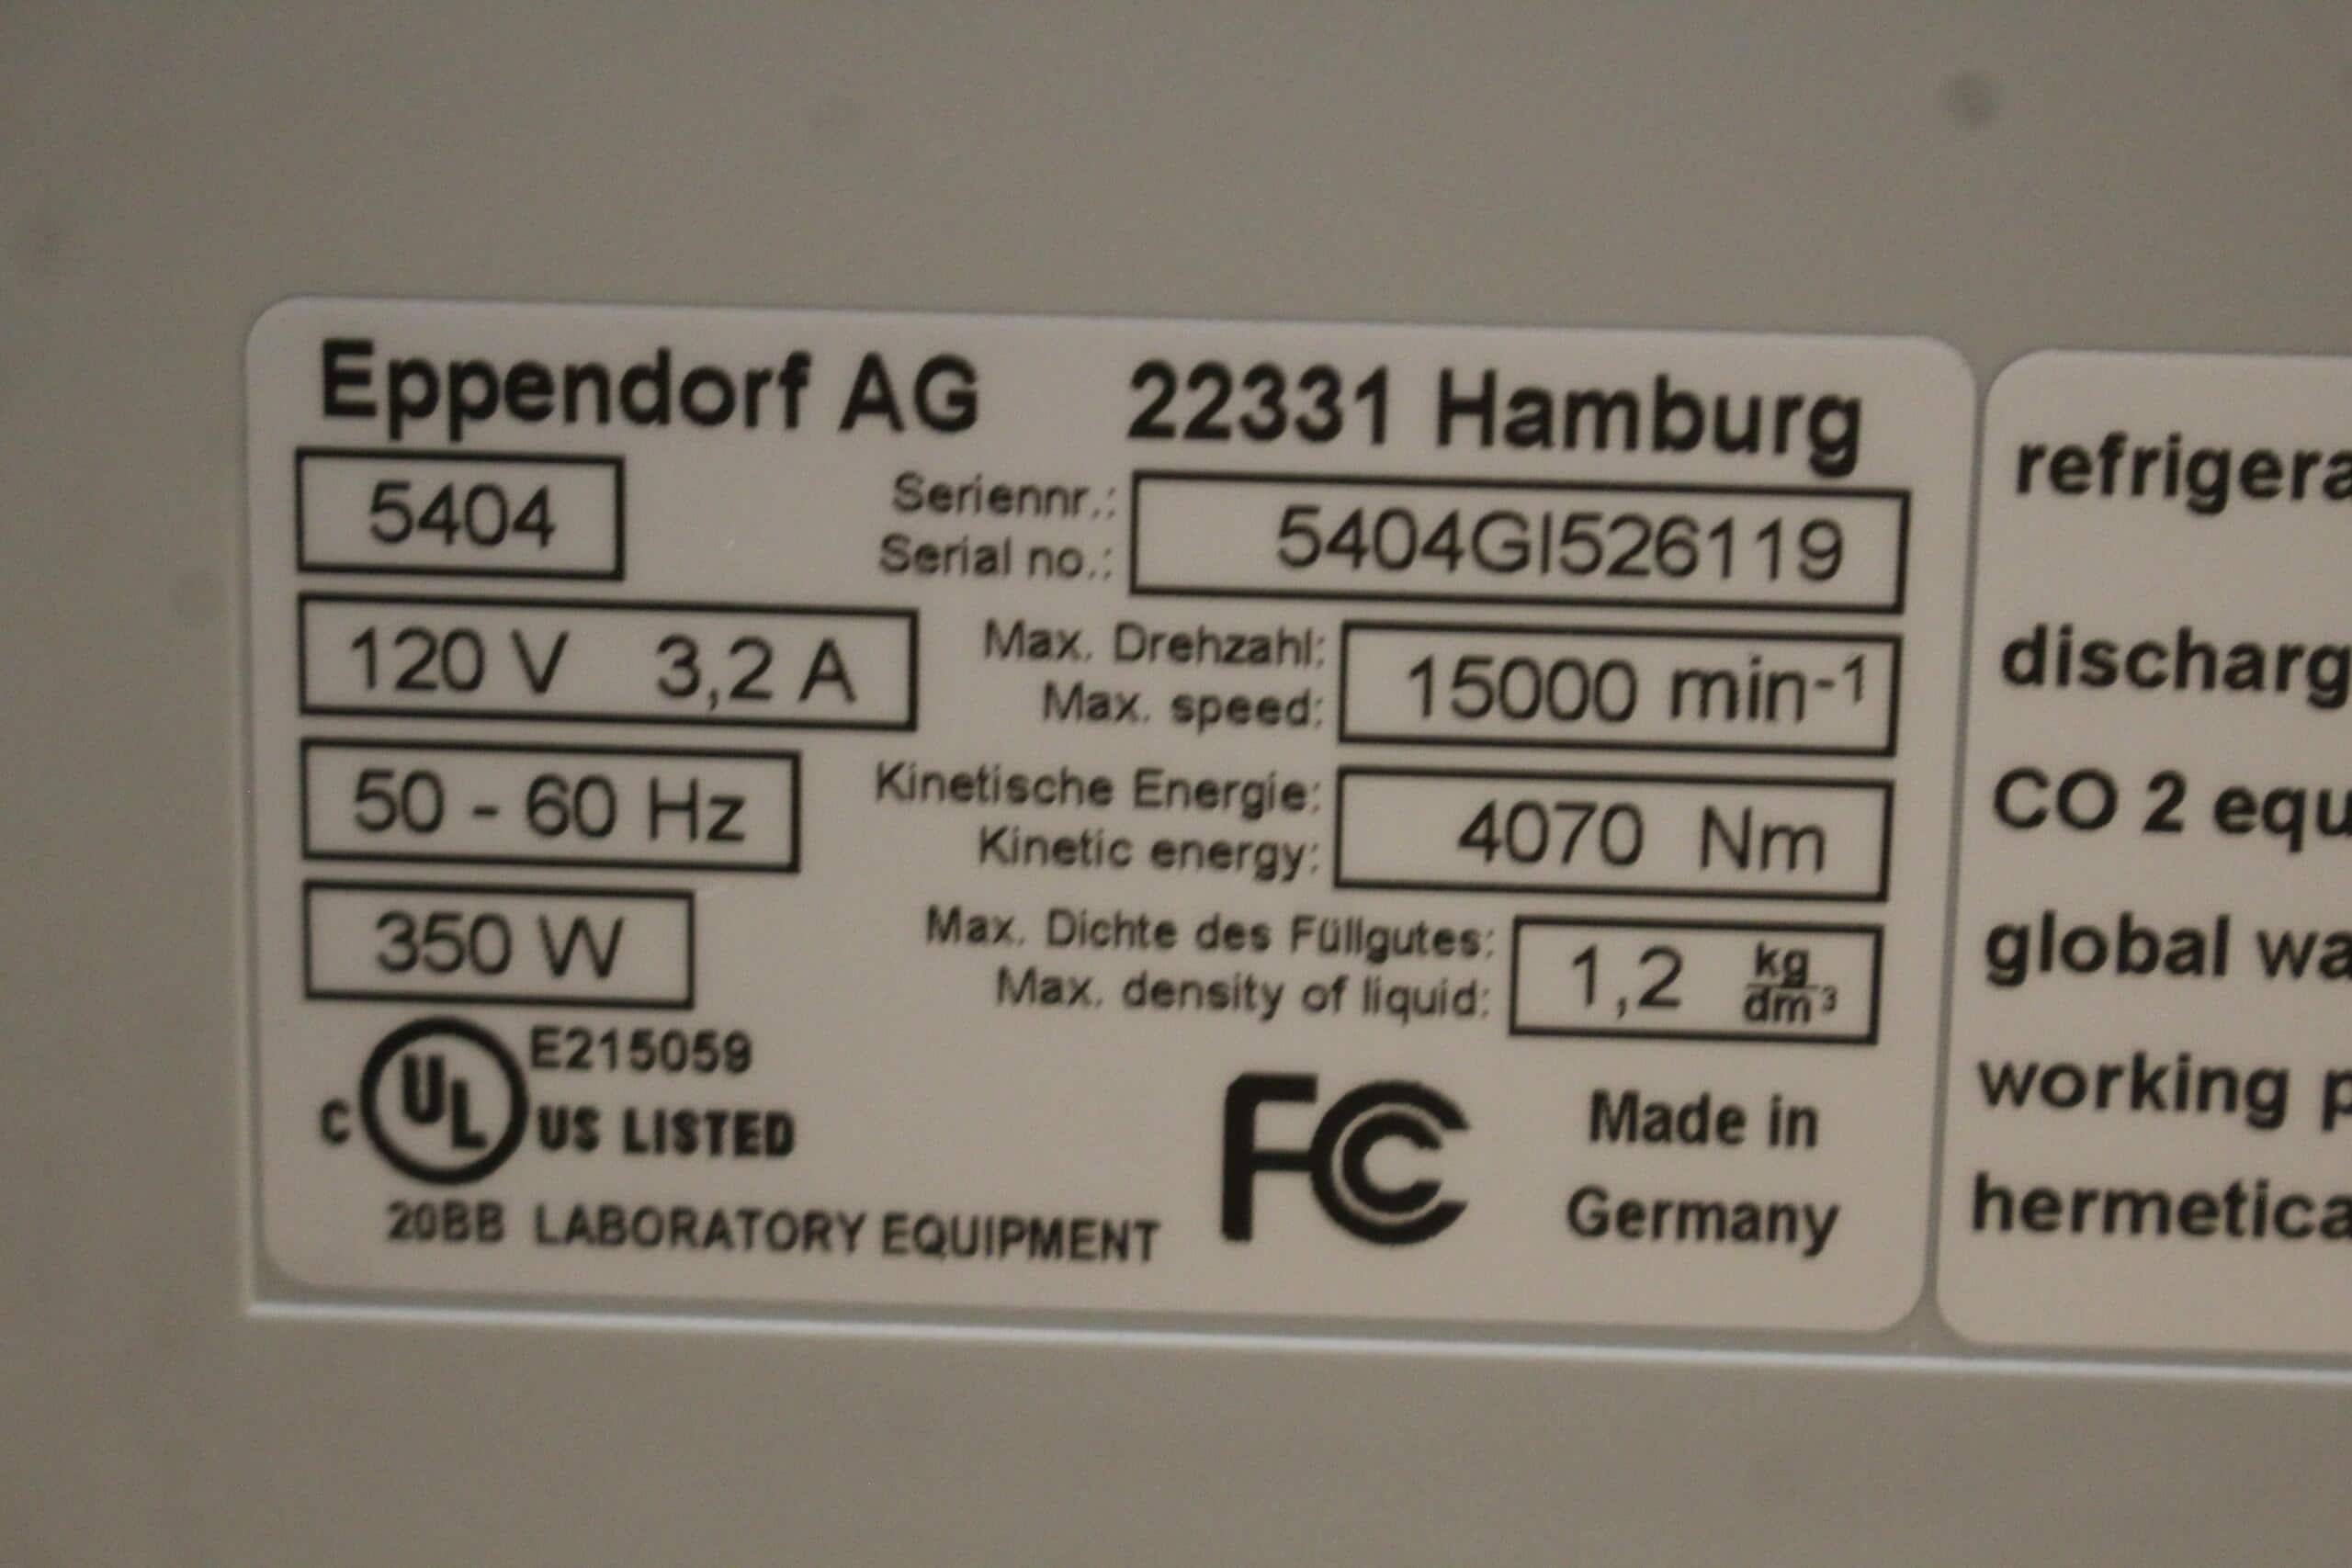 Eppendorf AG 22331 Hamburg
5404
Seriennr.:
Serial no.:
5404GI526119
120 V 3,2 A
Max. Drehzahl:
Max. speed:
15000 min-1
50 - 60 Hz
Kinetische Energie:
Kinetic energy:
4070 Nm
350 W
Max. Dichte des Füllgutes:
Max. density of liquid:
1,2 kg/dm³
E215059
C UL US LISTED
20BB LABORATORY EQUIPMENT
FC
Made in
Germany
refrigera
discharg
CO 2 equ
global wa
working p
hermetica